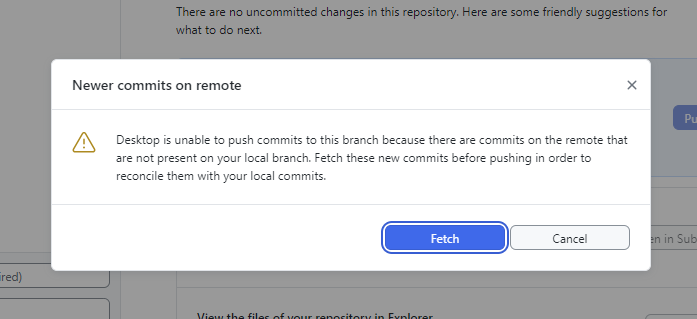 There are no uncommitted changes in this repository. Here are some friendly suggestions for
what to do next.
Newer commits on remote
Desktop is unable to push commits to this branch because there are commits on the remote that
are not present on your local branch. Fetch these new commits before pushing in order to
reconcile them with your local commits.
Pu
Fetch
Cancel
en in Sub
ired)
View the files of your repository in Explorer